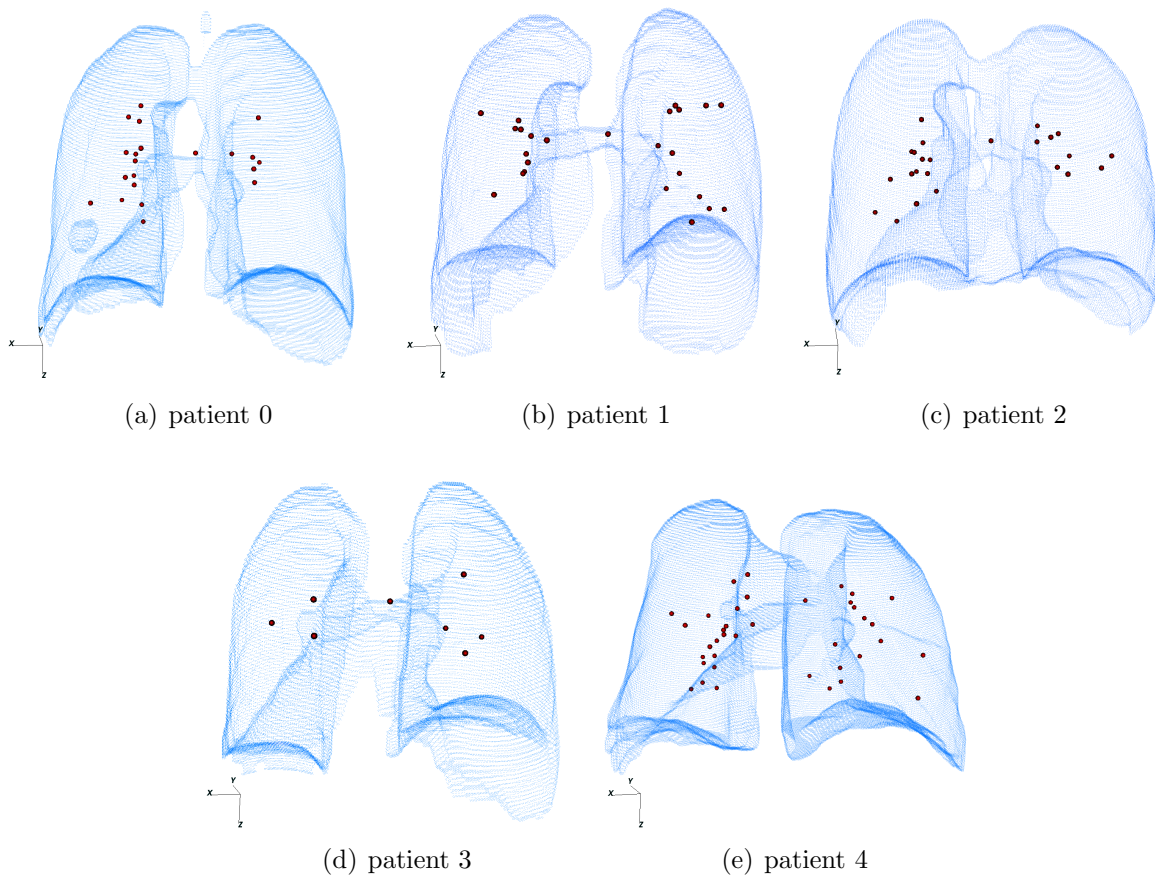 Y
X
Z
Y
X
Z
Y
X
Z
(a) patient 0
(b) patient 1
(c) patient 2
Y
X
Z
Y
X
Z
(d) patient 3
(e) patient 4